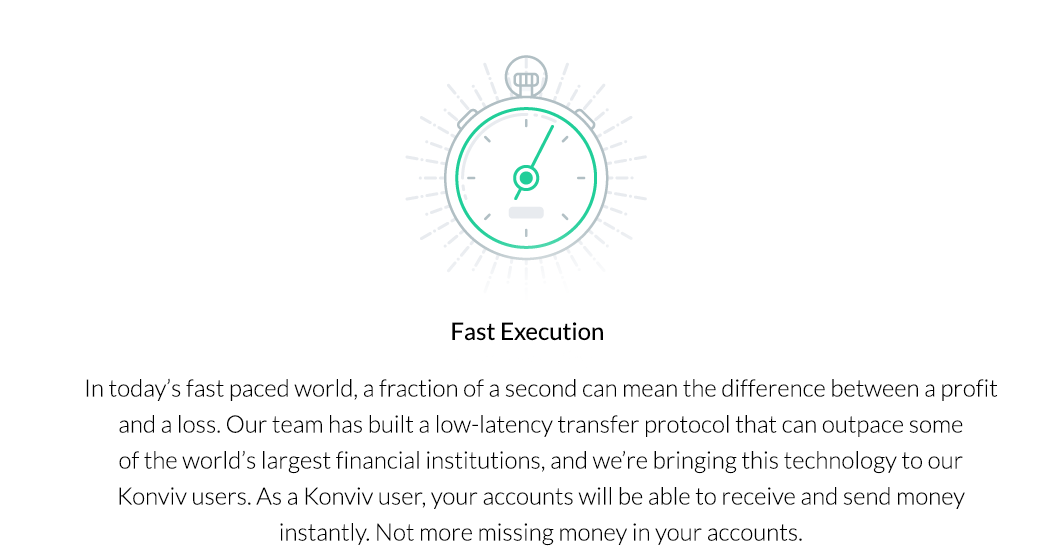 Fast Execution
In today’s fast paced world, a fraction of a second can mean the difference between a profit
and a loss. Our team has built a low-latency transfer protocol that can outpace some
of the world’s largest financial institutions, and we’re bringing this technology to our
Konviv users. As a Konviv user, your accounts will be able to receive and send money
instantly. Not more missing money in your accounts.